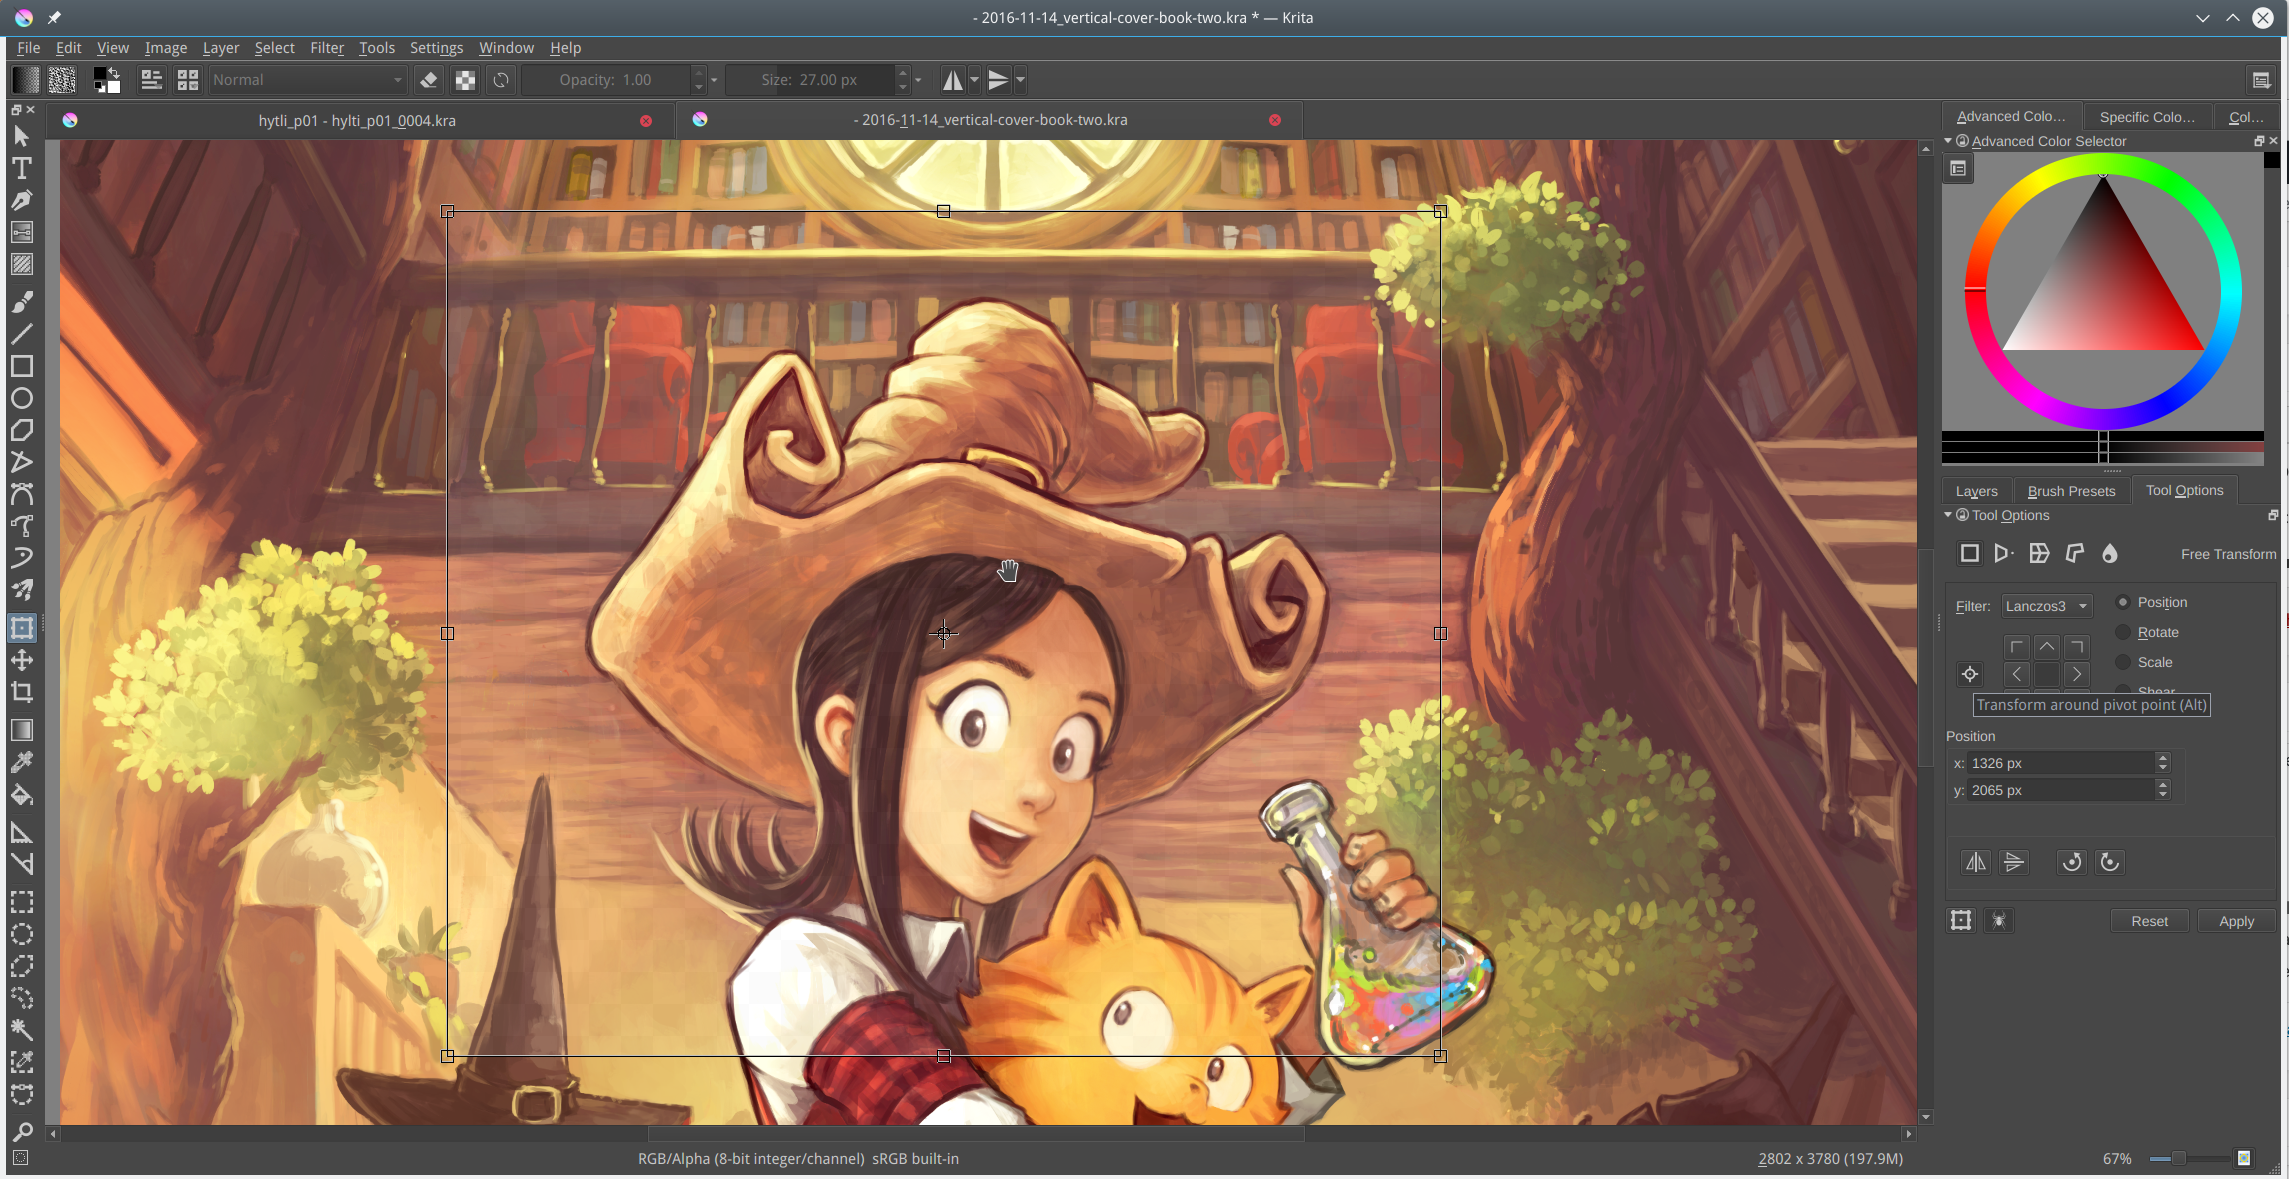 - 2016-11-14_vertical-cover-book-two.kra * — Krita
File Edit View Image Layer Select Filter Tools Settings Window Help
Normal Opacity: 1.00 Size: 27.00 px
hytli_p01 - hylti_p01_0004.kra - 2016-11-14_vertical-cover-book-two.kra
Advanced Colo... Specific Colo... Col...
Advanced Color Selector
Layers Brush Presets Tool Options
Tool Options
Free Transform
Filter: Lanczos3 Position
Rotate
Scale
Shear
Transform around pivot point (Alt)
Position
x: 1326 px
y: 2065 px
Reset Apply
RGB/Alpha (8-bit integer/channel) sRGB built-in 2802 x 3780 (197.9M) 67%